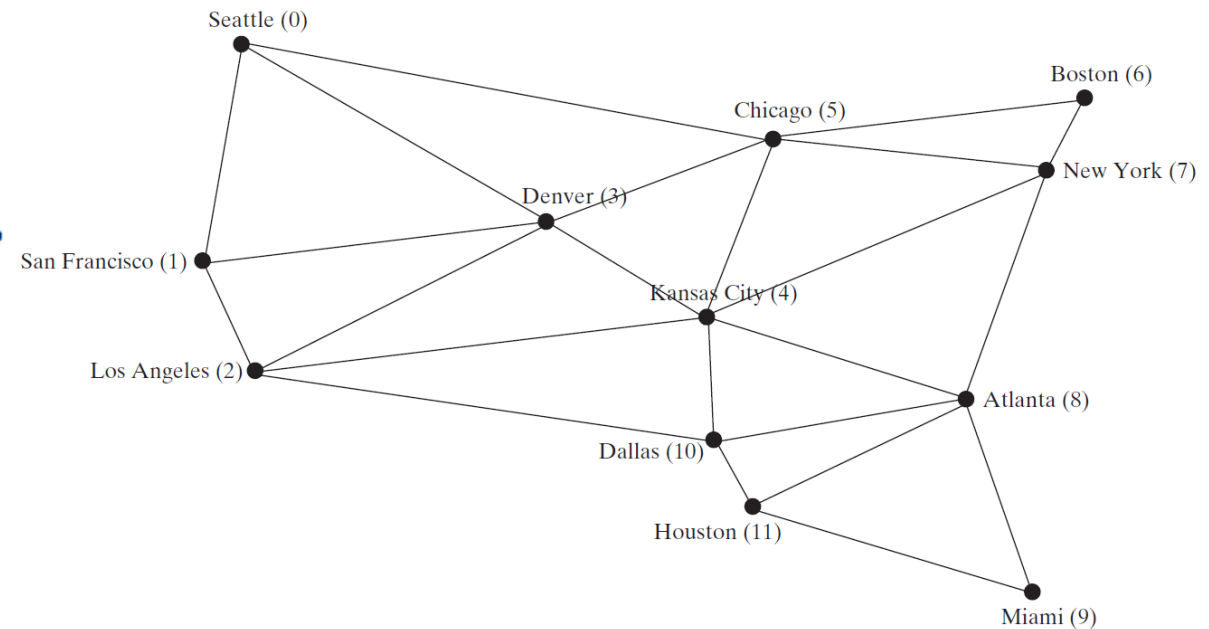 Seattle (0)
Boston (6)
Chicago (5)
New York (7)
Denver (3)
San Francisco (1)
Kansas City (4)
Los Angeles (2)
Atlanta (8)
Dallas (10)
Houston (11)
Miami (9)